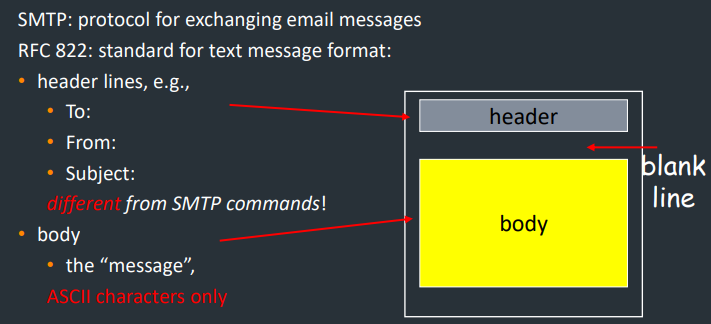 SMTP: protocol for exchanging email messages
RFC 822: standard for text message format:
• header lines, e.g.,
• To:
• From:
• Subject:
different from SMTP commands!
• body
• the “message”,
ASCII characters only
header
blank
line
body